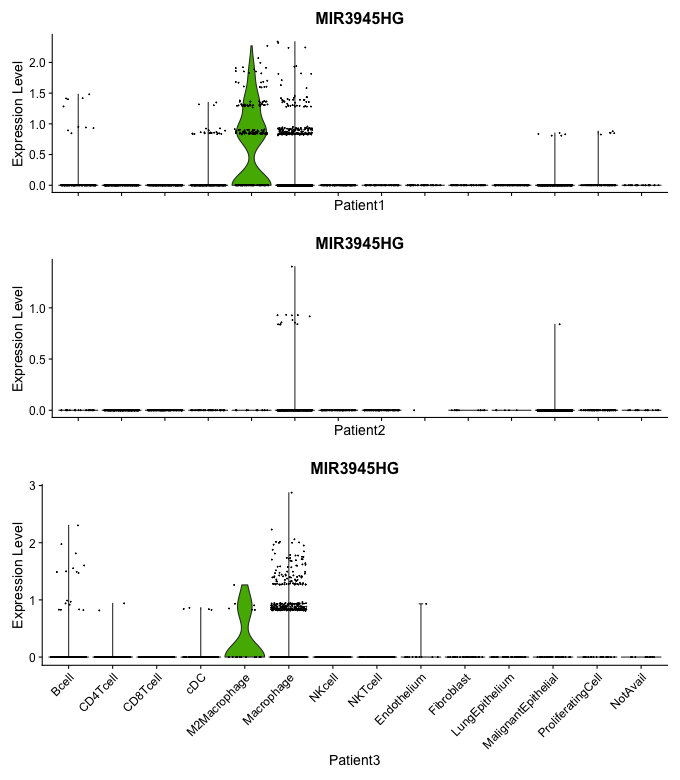 MIR3945HG
Expression Level
2.0
1.5
1.0
0.5
0.0
Patient1
MIR3945HG
Expression Level
1.0
0.5
0.0
Patient2
MIR3945HG
Expression Level
3
2
1
0
Bcell
CD4Tcell
CD8Tcell
cDC
M2Macrophage
Macrophage
NKcell
NKTcell
Endothelium
Fibroblast
LungEpithelium
MalignantEpithelial
ProliferatingCell
NotAvail
Patient3